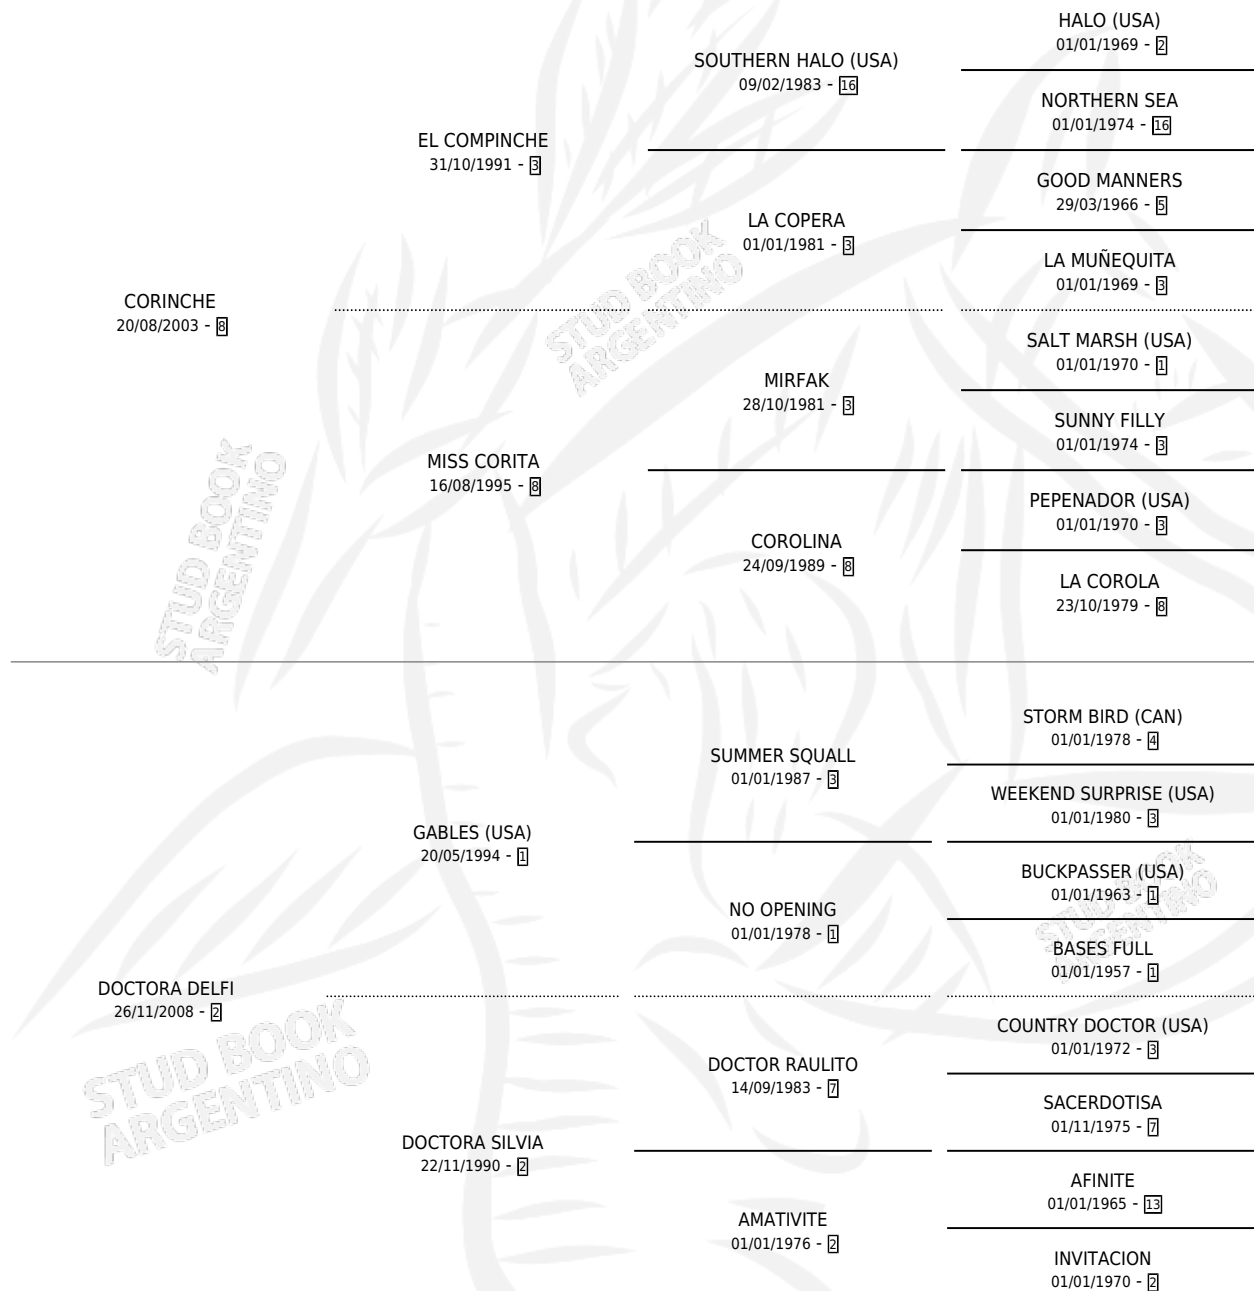 HALO (USA)
01/01/1969 - 2
SOUTHERN HALO (USA)
09/02/1983 - 16
NORTHERN SEA
01/01/1974 - 16
EL COMPINCHE
31/10/1991 - 3
GOOD MANNERS
29/03/1966 - 5
LA COPERA
01/01/1981 - 3
LA MUÑEQUITA
01/01/1969 - 3
CORINCHE
20/08/2003 - 8
STUD BOOK
ARGENTINO
SALT MARSH (USA)
01/01/1970 - 1
MIRFAK
28/10/1981 - 3
SUNNY FILLY
01/01/1974 - 3
MISS CORITA
16/08/1995 - 8
PEPENADOR (USA)
01/01/1970 - 3
COROLINA
24/09/1989 - 8
LA COROLA
23/10/1979 - 8
STUD BOOK
ARGENTINO
STORM BIRD (CAN)
01/01/1978 - 4
SUMMER SQUALL
01/01/1987 - 3
WEEKEND SURPRISE (USA)
01/01/1980 - 3
GABLES (USA)
20/05/1994 - 1
BUCKPASSER (USA)
01/01/1963 - 1
NO OPENING
01/01/1978 - 1
STUD BOOK
ARGENTINO
BASES FULL
01/01/1957 - 1
DOCTORA DELFI
26/11/2008 - 2
STUD BOOK
ARGENTINO
COUNTRY DOCTOR (USA)
01/01/1972 - 3
DOCTOR RAULITO
14/09/1983 - 7
SACERDOTISA
01/11/1975 - 7
DOCTORA SILVIA
22/11/1990 - 2
AFINITE
01/01/1965 - 13
AMATIVITE
01/01/1976 - 2
INVITACION
01/01/1970 - 2